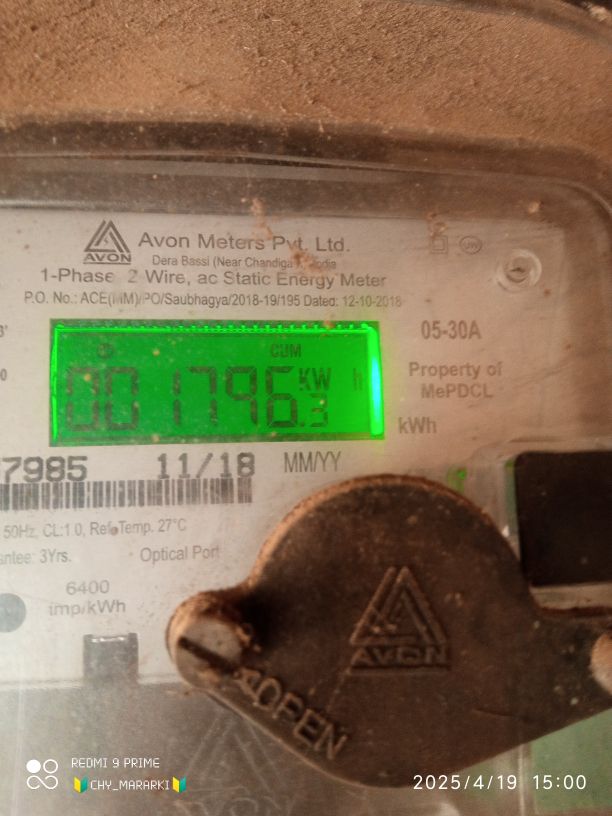 Avon Meters Pvt. Ltd.
AVON
Dera Bassi (Near Chandiga
1-Phase 2 Wire, ac Static Energy Meter
P.O. No.: ACE(MM)/PO/Saubhagya/2018-19/195 Dated: 12-10-2018
05-30A
CUM
001796.3 KW h
Property of
MePDCL
kWh
7985 11/18 MM/YY
50Hz, CL:1.0, Ref. Temp. 27°C
antee: 3Yrs. Optical Port
6400
imp/kWh
AVON
OPEN
REDMI 9 PRIME
CHY_MARARKI
2025/4/19 15:00